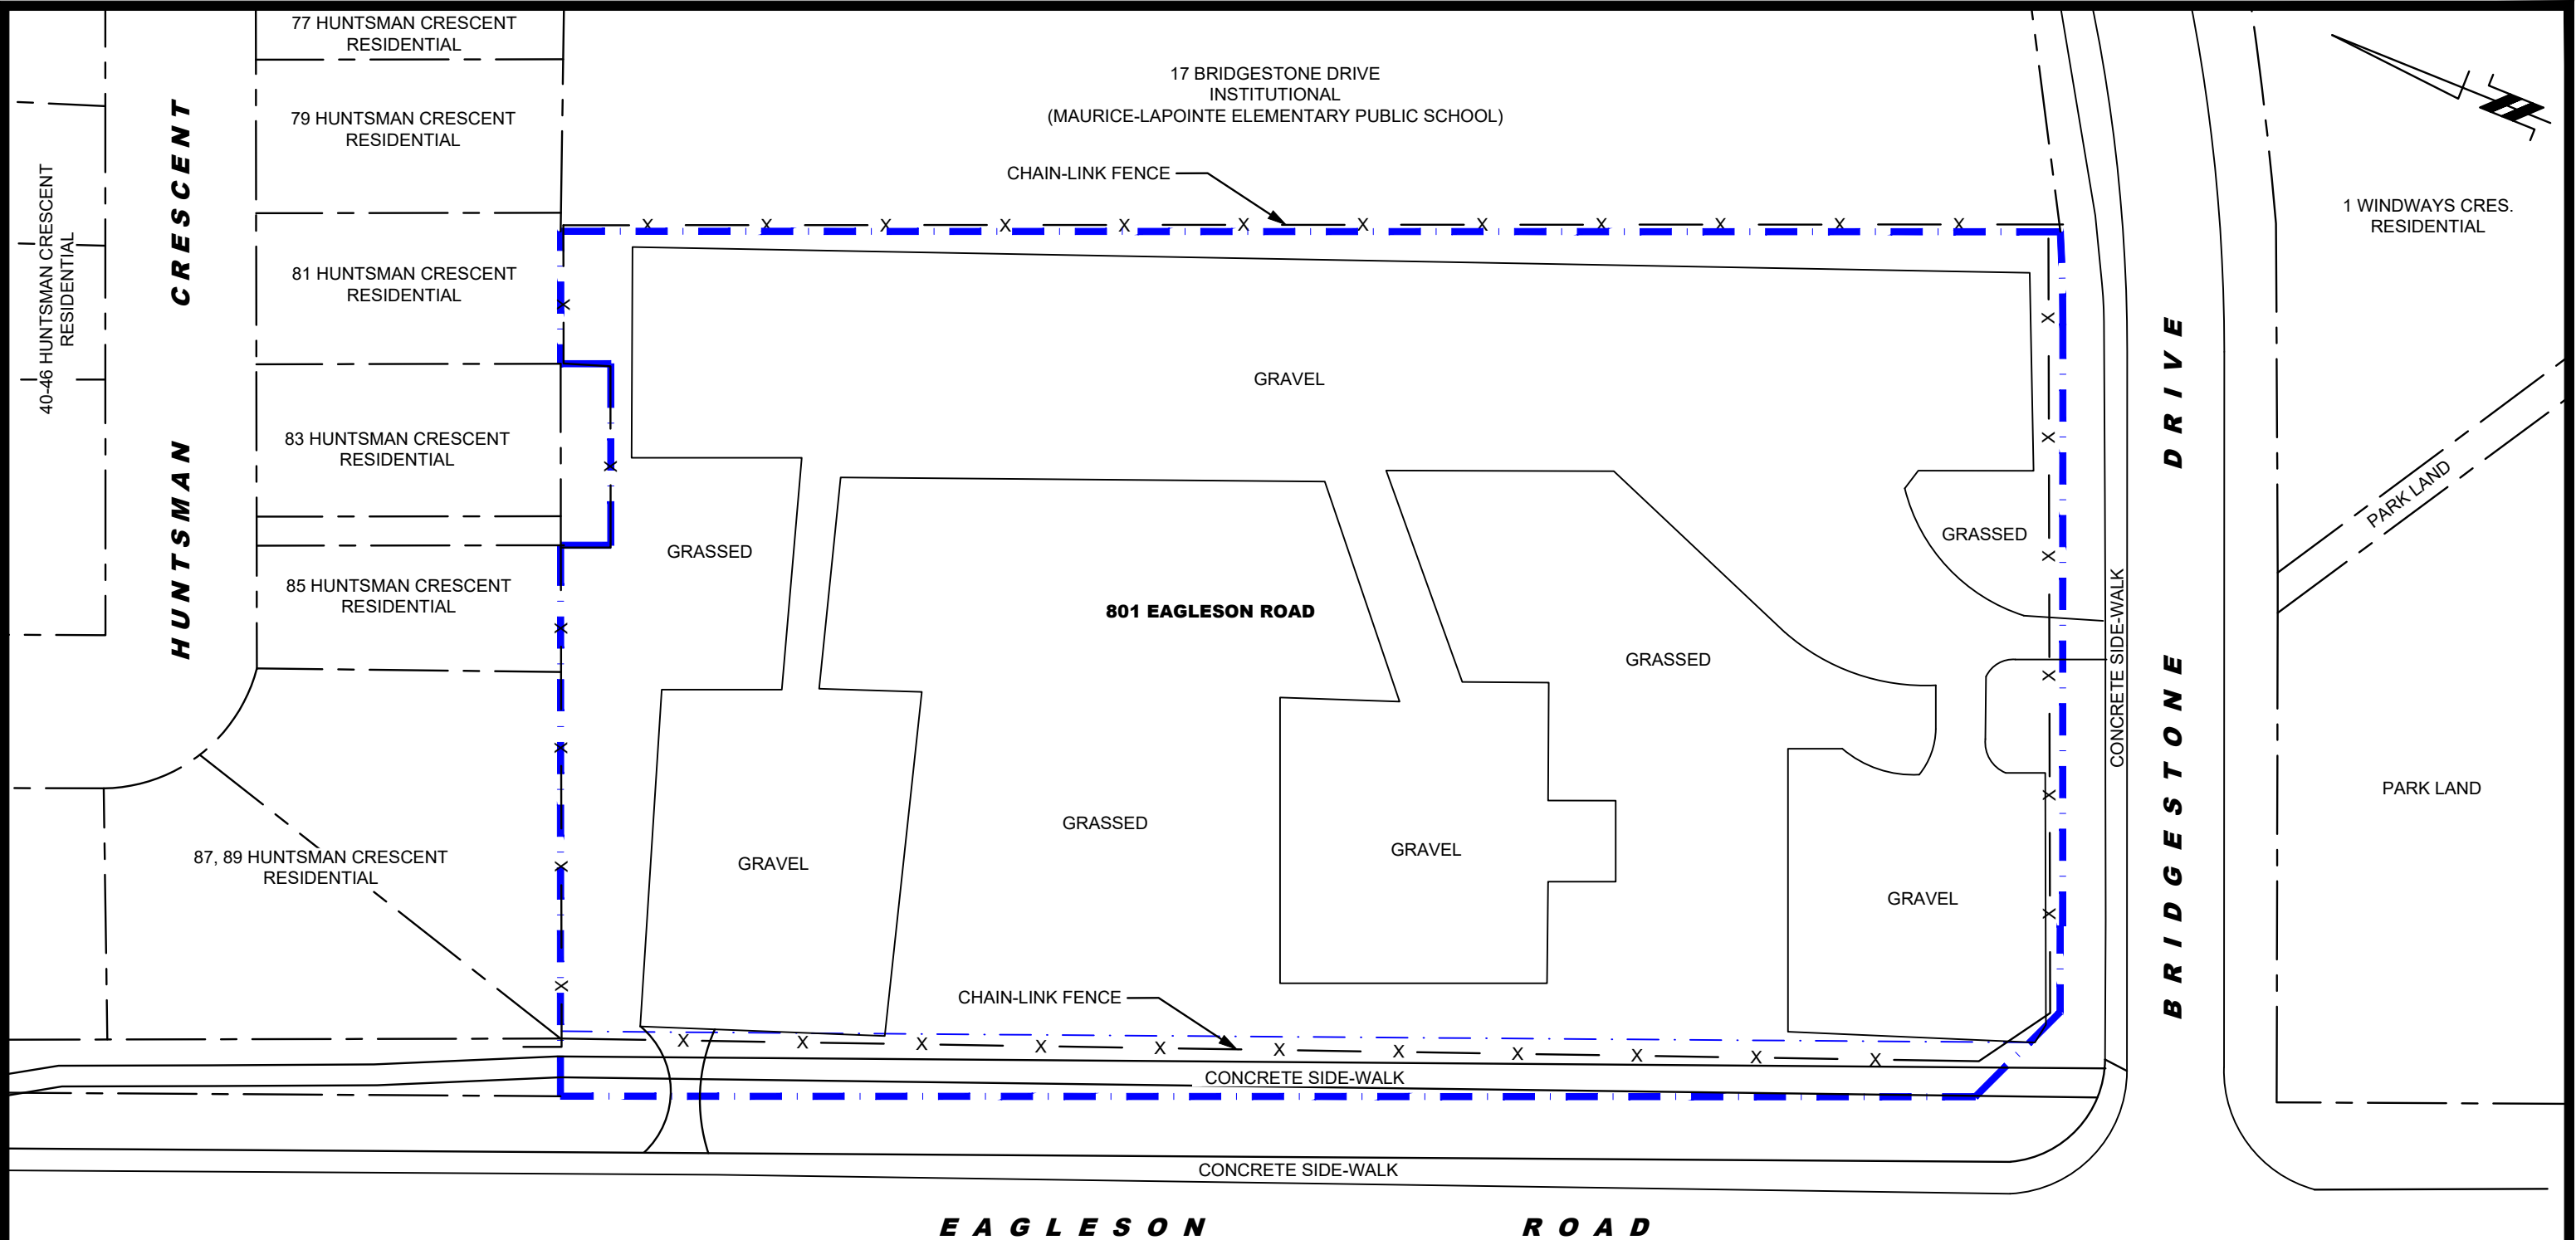 77 HUNTSMAN CRESCENT
RESIDENTIAL
79 HUNTSMAN CRESCENT
RESIDENTIAL
81 HUNTSMAN CRESCENT
RESIDENTIAL
83 HUNTSMAN CRESCENT
RESIDENTIAL
85 HUNTSMAN CRESCENT
RESIDENTIAL
87, 89 HUNTSMAN CRESCENT
RESIDENTIAL
40-46 HUNTSMAN CRESCENT
RESIDENTIAL
HUNTSMAN CRESCENT
17 BRIDGESTONE DRIVE
INSTITUTIONAL
(MAURICE-LAPOINTE ELEMENTARY PUBLIC SCHOOL)
CHAIN-LINK FENCE
X X X X X X X X X X X X
X
X
X
X
X
X
GRAVEL
GRASSED
801 EAGLESON ROAD
GRASSED
GRASSED
GRASSED
GRAVEL
GRAVEL
GRAVEL
X
X
X
X
X
X
CHAIN-LINK FENCE
X X X X X X X X X X X
CONCRETE SIDE-WALK
CONCRETE SIDE-WALK
CONCRETE SIDE-WALK
BRIDGESTONE DRIVE
1 WINDWAYS CRES.
RESIDENTIAL
PARK LAND
PARK LAND
EAGLESON ROAD